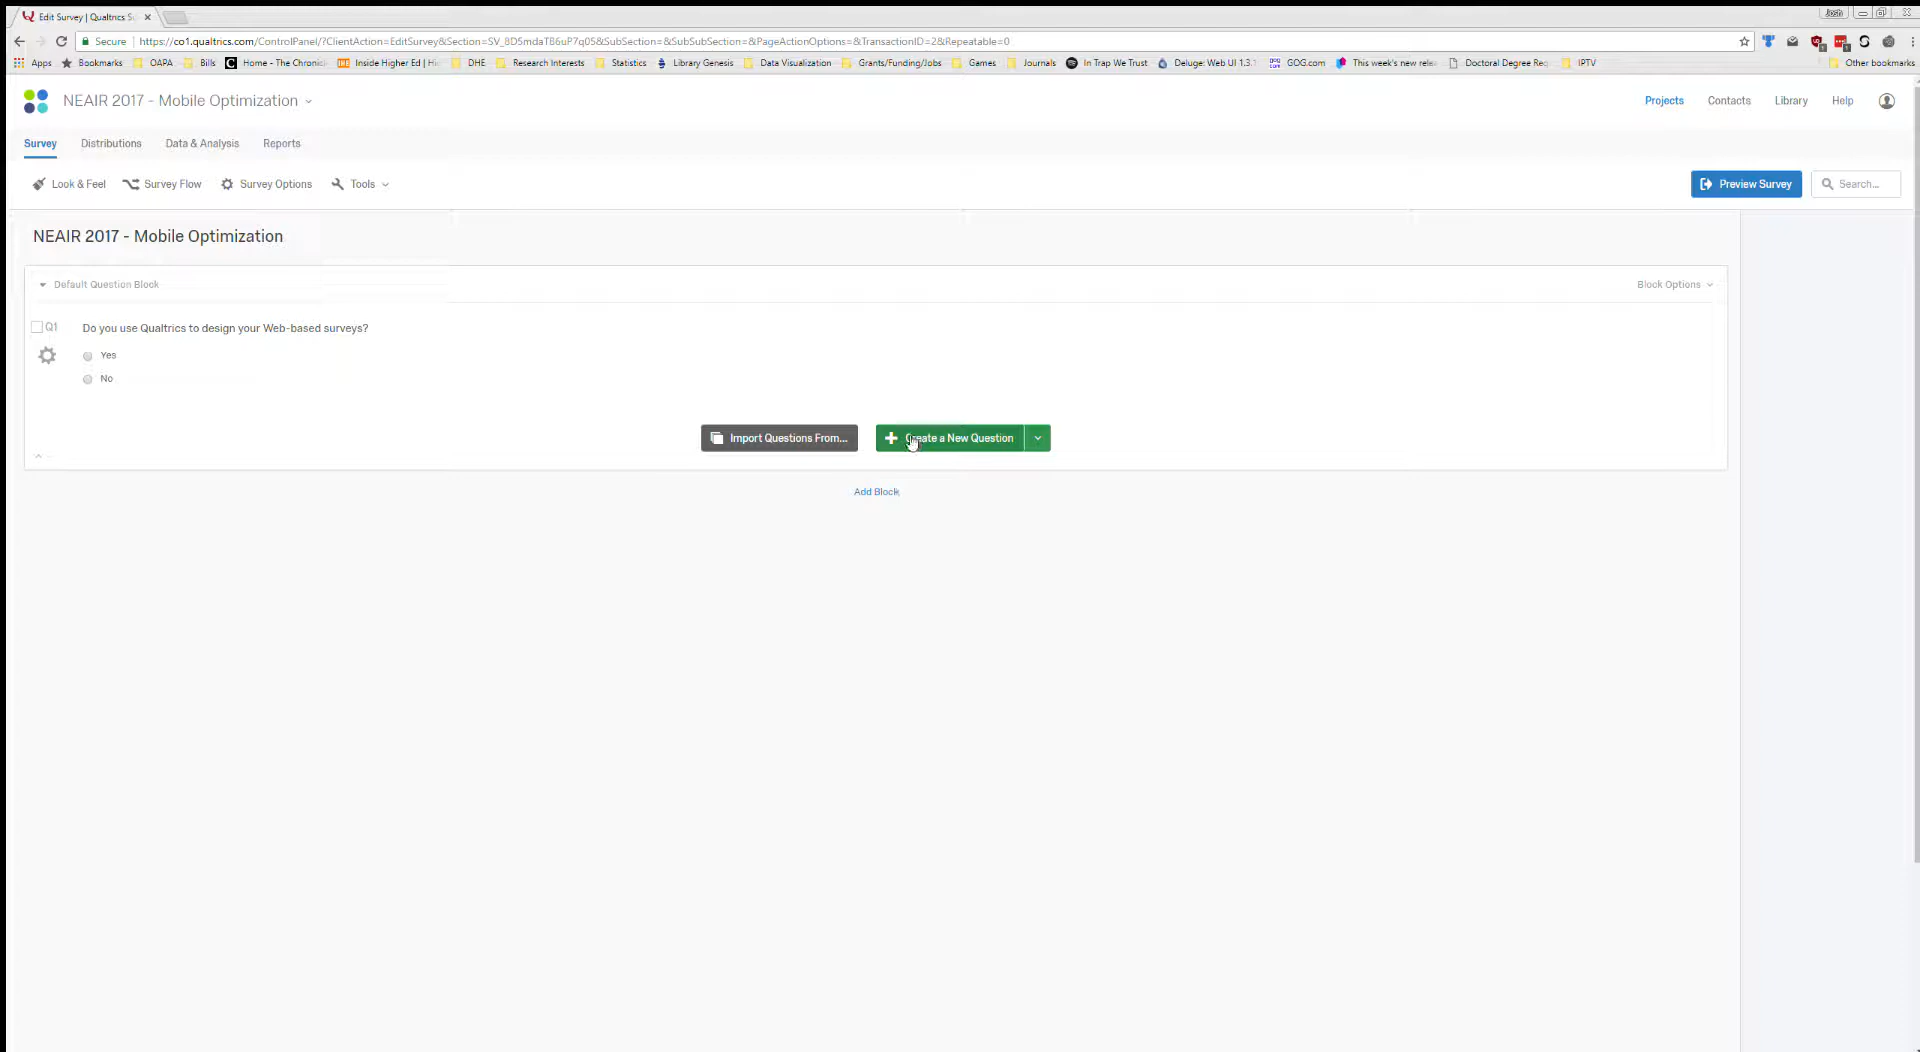 Edit Survey | Qualtrics S
Josh
Secure https://co1.qualtrics.com/ControlPanel/?ClientAction=EditSurvey&Section=SV_8D5mdaT86uP7q05&SubSection=&SubSubSection=&PageActionOptions=&TransactionID=2&Repeatable=0
Apps Bookmarks OAPA Bills Home - The Chronic Inside Higher Ed | Hi DHE Research Interests Statistics Library Genesis Data Visualization Grants/Funding/Jobs Games Journals In Trap We Trust Deluge: Web UI 1.3. GOG.com This week's new rele Doctoral Degree Req IPTV Other bookmarks
NEAIR 2017 - Mobile Optimization Projects Contacts Library Help
Survey Distributions Data & Analysis Reports
Look & Feel Survey Flow Survey Options Tools Preview Survey Search...
NEAIR 2017 - Mobile Optimization
Default Question Block Block Options
Q1 Do you use Qualtrics to design your Web-based surveys?
Yes
No
Import Questions From... Create a New Question
Add Block